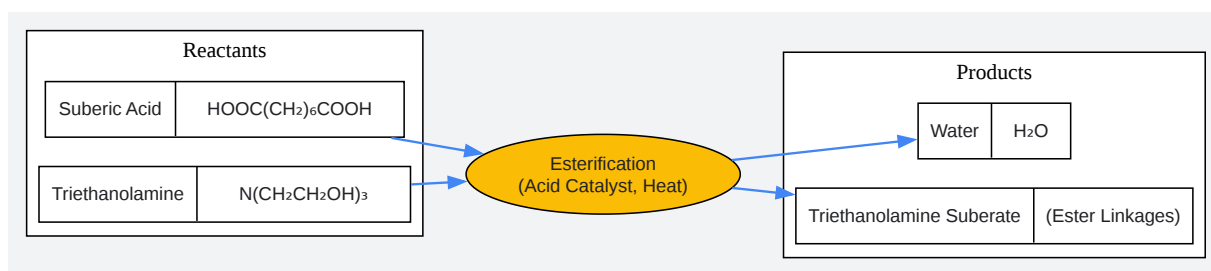 Reactants
Suberic Acid HOOC(CH₂)₆COOH
Triethanolamine N(CH₂CH₂OH)₃
Esterification
(Acid Catalyst, Heat)
Products
Water H₂O
Triethanolamine Suberate (Ester Linkages)